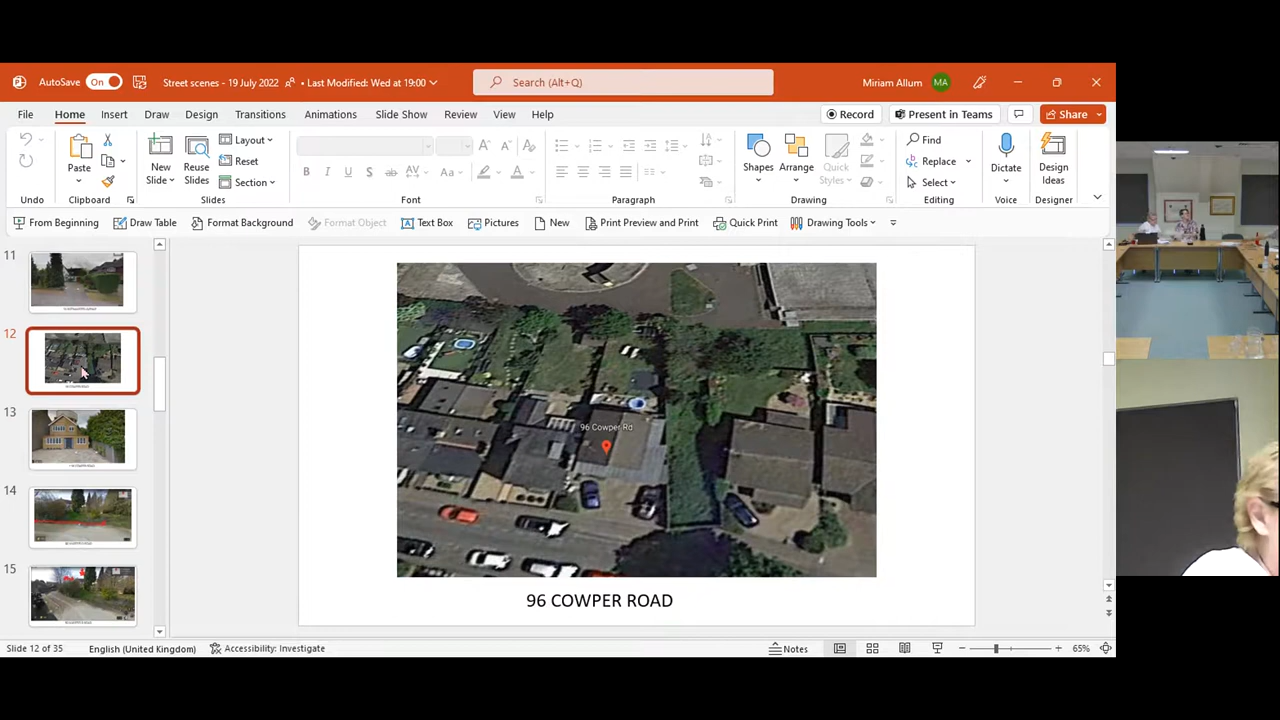 AutoSave On Street scenes - 19 July 2022 • Last Modified: Wed at 19:00 Search (Alt+Q) Miriam Allum MA
File Home Insert Draw Design Transitions Animations Slide Show Review View Help Record Present in Teams Share
Paste New Slide Reuse Slides Layout Reset Section B I U S ab AV Aa A Shapes Arrange Quick Styles Find Replace Select Dictate Design Ideas
Undo Clipboard Slides Font Paragraph Drawing Editing Voice Designer
From Beginning Draw Table Format Background Format Object Text Box Pictures New Print Preview and Print Quick Print Drawing Tools
11
12
13
14
15
96 Cowper Rd
96 COWPER ROAD
Slide 12 of 35 English (United Kingdom) Accessibility: Investigate Notes 65%